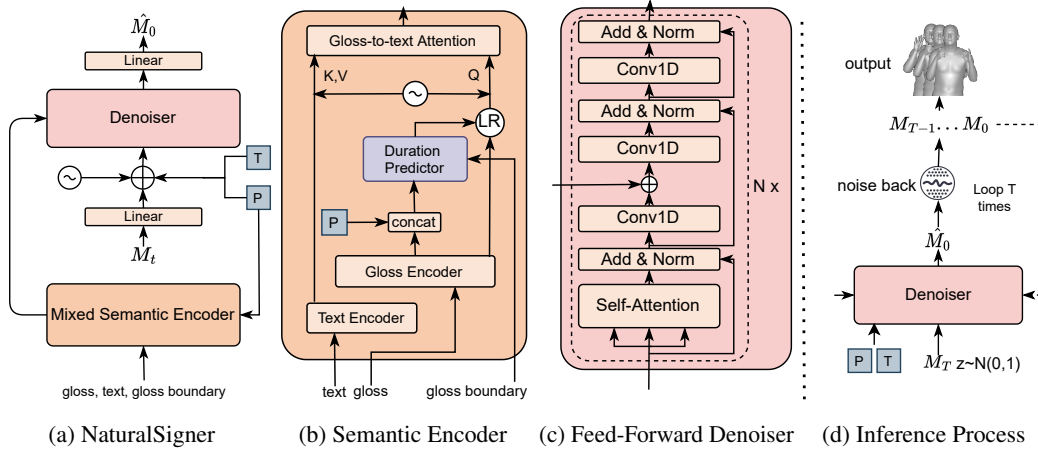 M̂₀
Linear
Denoiser
T
P
Linear
Mₜ
Mixed Semantic Encoder
gloss, text, gloss boundary
(a) NaturalSigner
Gloss-to-text Attention
K,V
Q
LR
Duration
Predictor
P
concat
Gloss Encoder
Text Encoder
text
gloss
gloss boundary
(b) Semantic Encoder
Add & Norm
Conv1D
Add & Norm
Conv1D
N x
Conv1D
Add & Norm
Self-Attention
(c) Feed-Forward Denoiser
output
M_{T-1} . . . M₀
noise back
Loop T
times
M̂₀
Denoiser
P
T
M_T z~N(0,1)
(d) Inference Process